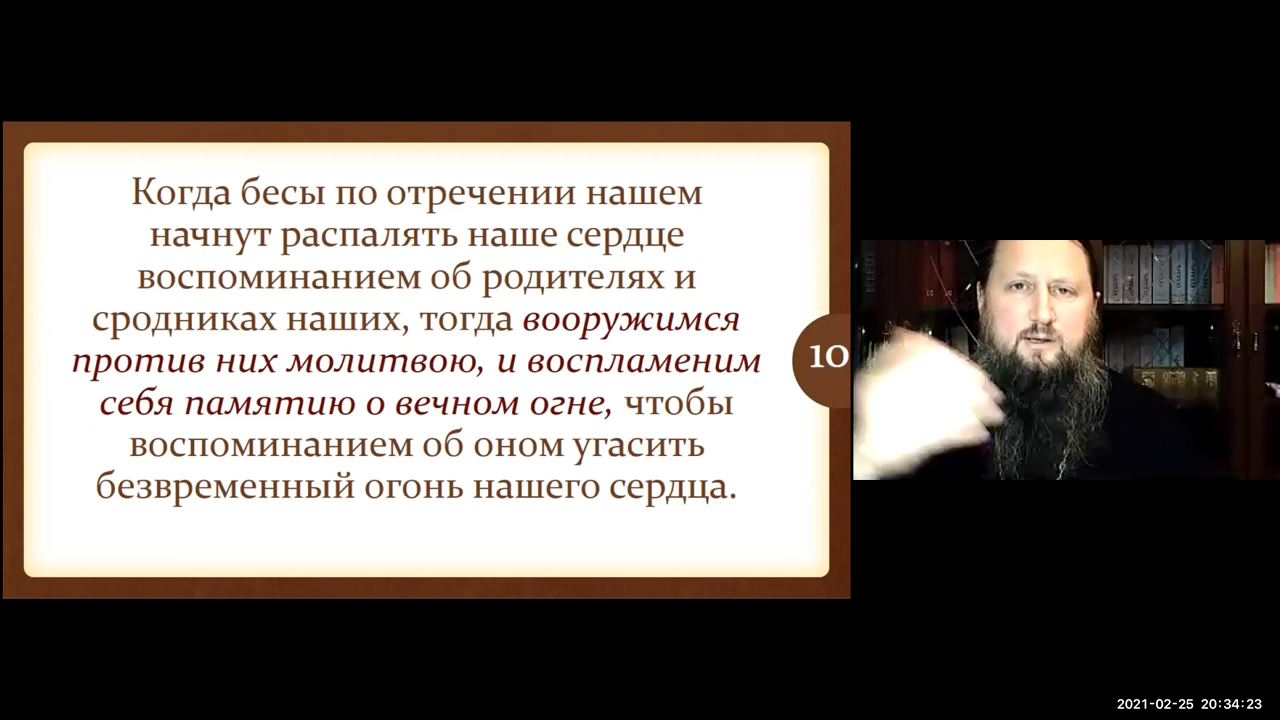 Когда бесы по отречении нашем
начнут распалять наше сердце
воспоминанием об родителях и
сродниках наших, тогда вооружимся
против них молитвою, и воспламеним
себя памятию о вечном огне, чтобы
воспоминанием об оном угасить
безвременный огонь нашего сердца.
10
2021-02-25 20:34:23